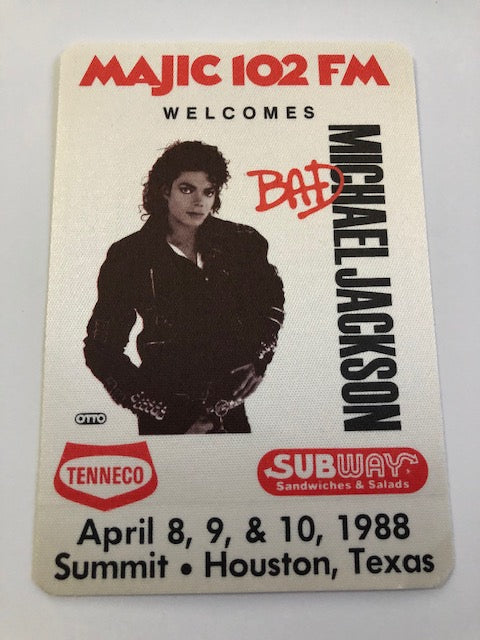 MAJIC 102 FM
WELCOMES
BAD
MICHAEL JACKSON
OTTO
TENNECO
SUBWAY
Sandwiches & Salads
April 8, 9, & 10, 1988
Summit • Houston, Texas